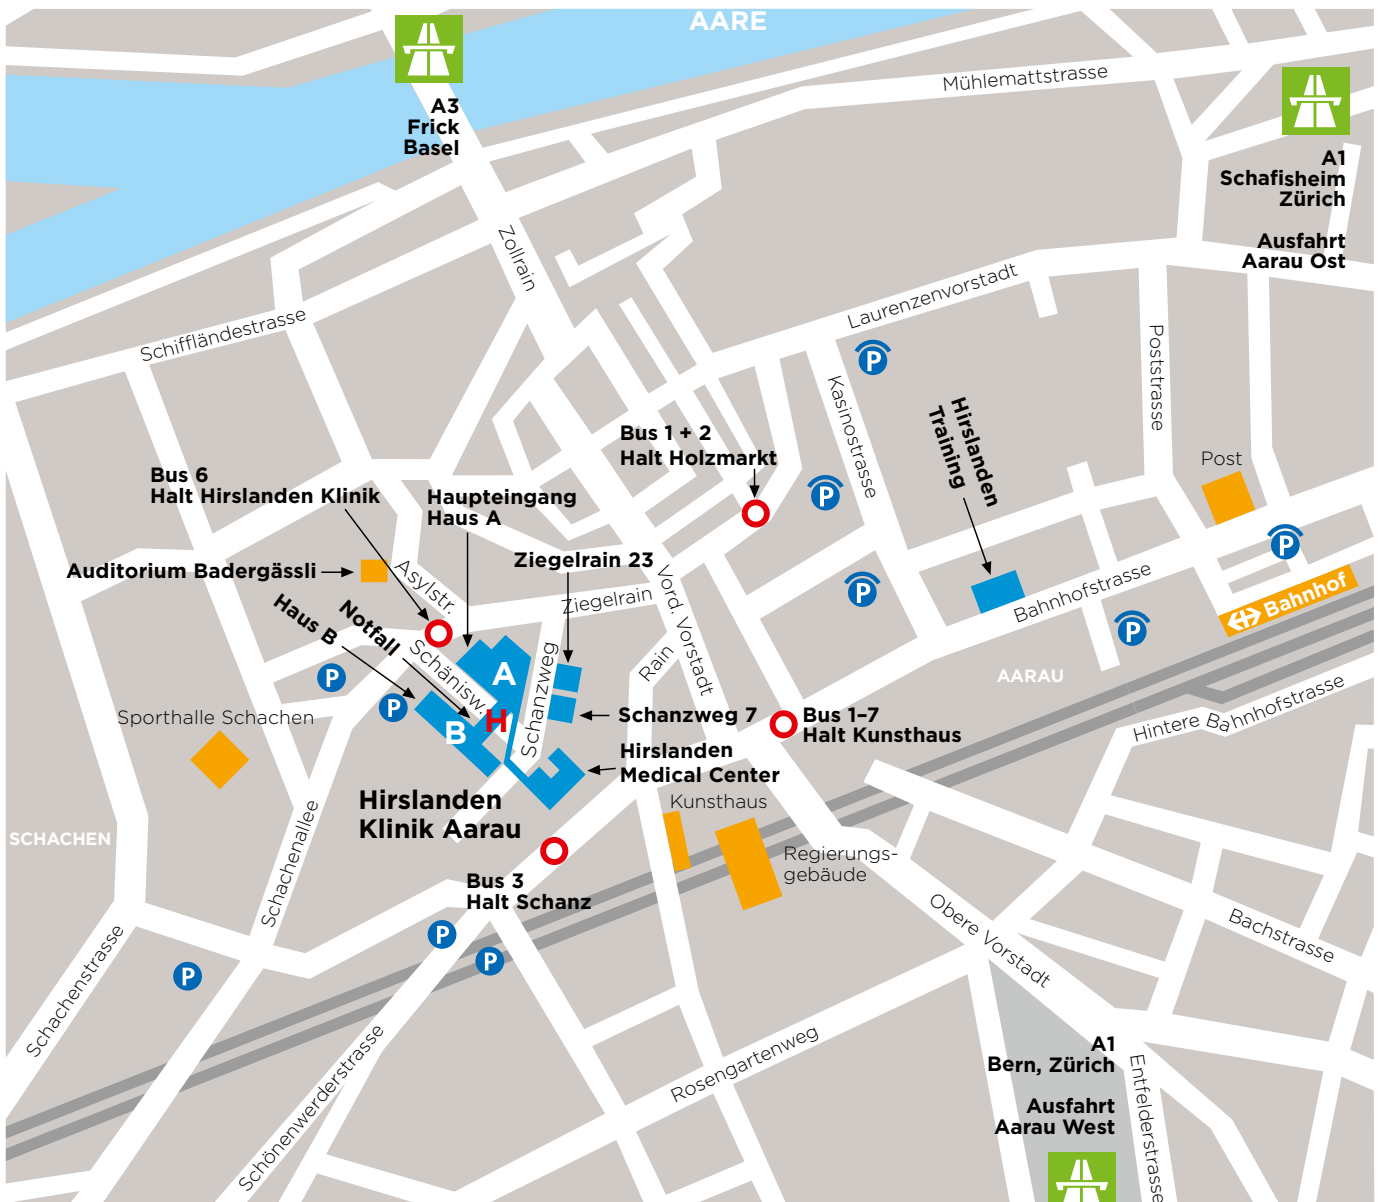 AARE
A3
Frick
Basel
Mühlemattstrasse
A1
Schafisheim
Zürich
Ausfahrt
Aarau Ost
Zollrain
Laurenzenvorstadt
Schiffländestrasse
P
Poststrasse
Kasinostrasse
Hirslanden
Training
Bus 1 + 2
Halt Holzmarkt
Post
Bus 6
Halt Hirslanden Klinik
Haupteingang
Haus A
P
P
Ziegelrain 23
Auditorium Badergässli
Asylstr.
Ziegelrain
Vord. Vorstadt
P
Bahnhofstrasse
Bahnhof
Haus B
Notfall
P
Schänisw.
A
Schanzweg
Rain
AARAU
P
P
Sporthalle Schachen
B
H
Schanzweg 7
Bus 1–7
Halt Kunsthaus
Hintere Bahnhofstrasse
Hirslanden
Medical Center
Hirslanden
Klinik Aarau
Kunsthaus
SCHACHEN
Schachenallee
Regierungs-
gebäude
Bus 3
Halt Schanz
Obere Vorstadt
Bachstrasse
P
P
P
Schachenstrasse
Schönenwerderstrasse
Rosengartenweg
A1
Bern, Zürich
Ausfahrt
Aarau West
Entfelderstrasse